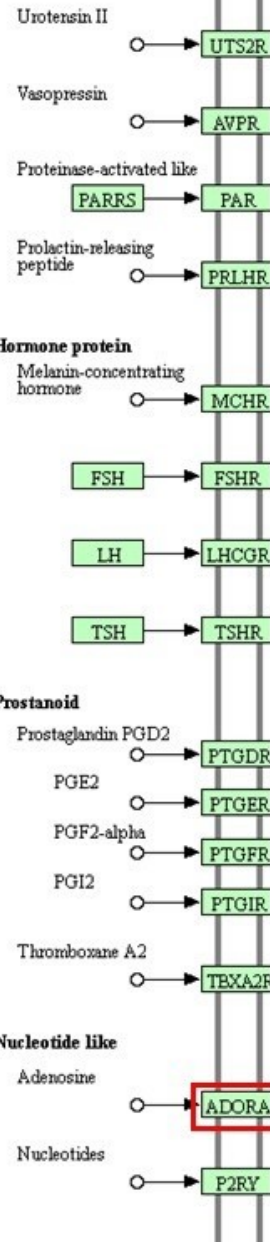 Urotensin II
UTS2R
Vasopressin
AVPR
Proteinase-activated like
PARRS PAR
Prolactin-releasing
peptide
PRLHR
Hormone protein
Melanin-concentrating
hormone
MCHR
FSH FSHR
LH LHCGR
TSH TSHR
Prostanoid
Prostaglandin PGD2
PTGDR
PGE2
PTGER
PGF2-alpha
PTGFR
PGI2
PTGIR
Thromboxane A2
TBXA2R
Nucleotide like
Adenosine
ADORA
Nucleotides
P2RY